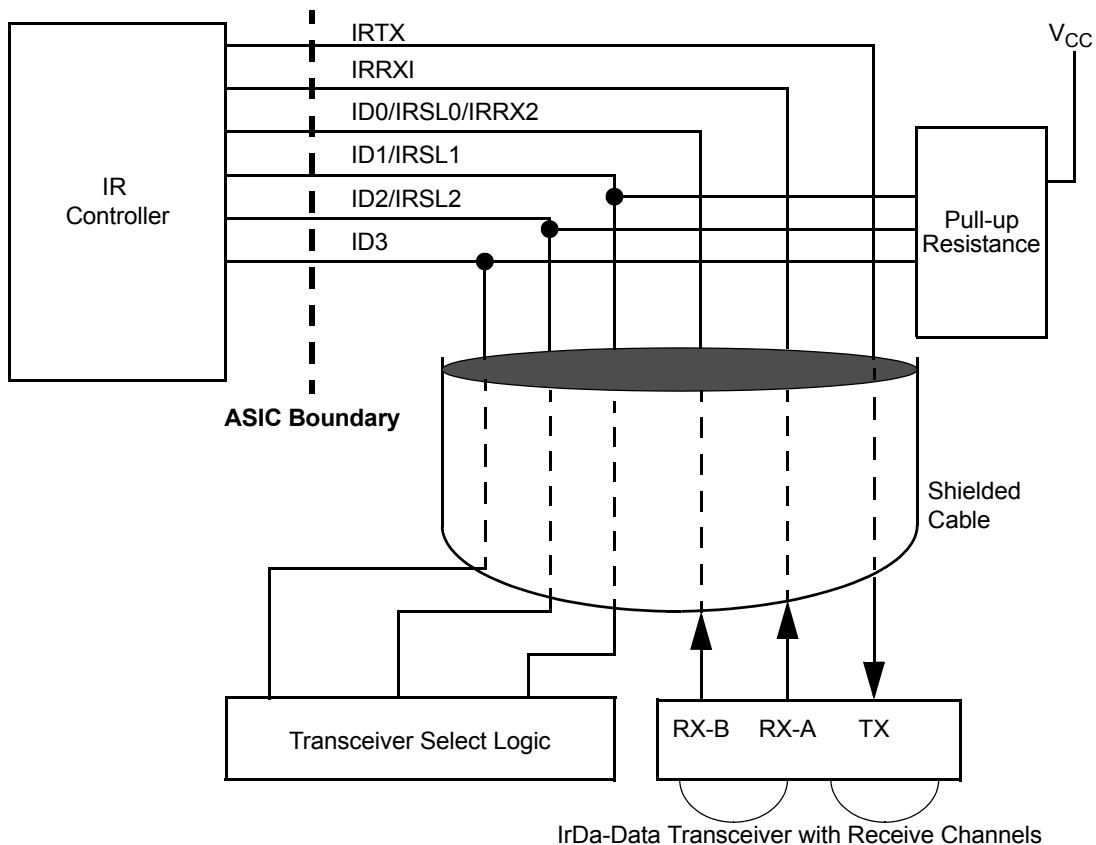 IRTX
IRRXI
ID0/IRSL0/IRRX2
ID1/IRSL1
ID2/IRSL2
ID3
IR
Controller
VCC
Pull-up
Resistance
ASIC Boundary
Shielded
Cable
Transceiver Select Logic
RX-B RX-A TX
IrDa-Data Transceiver with Receive Channels